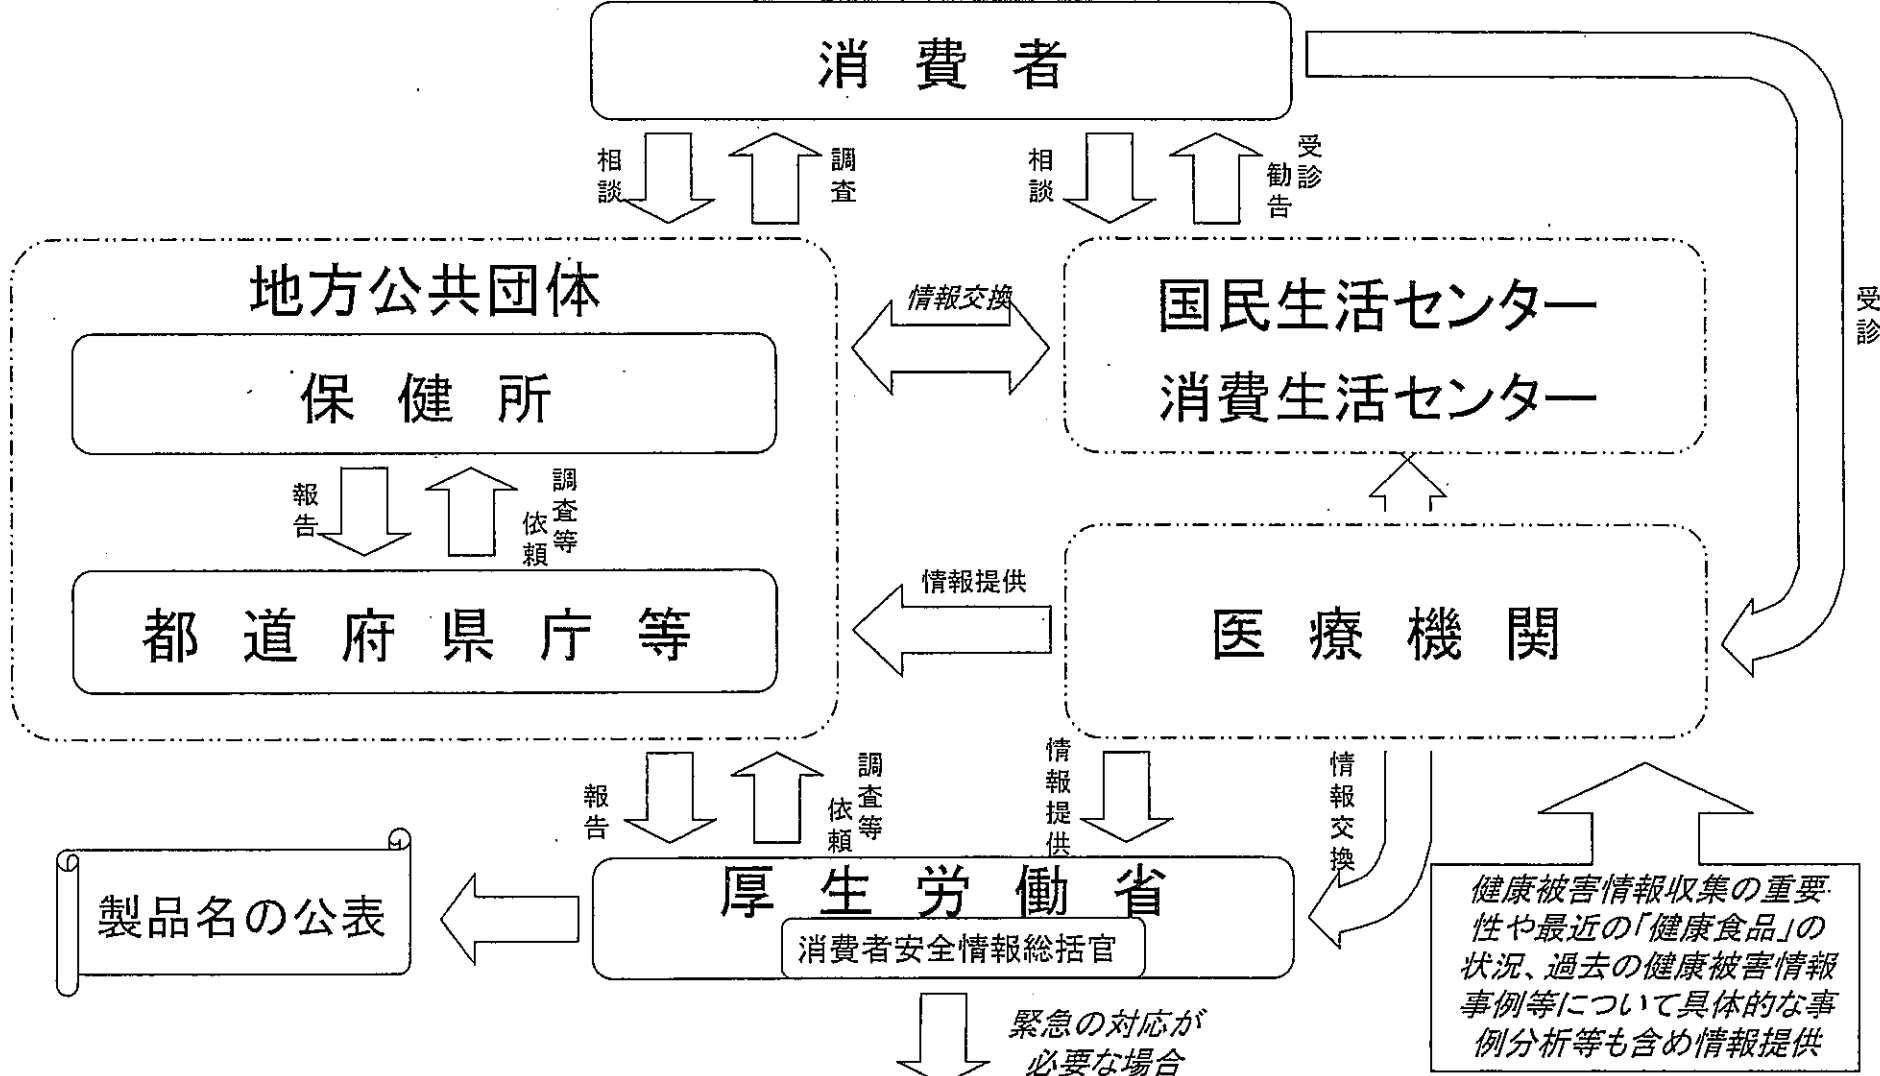 消費者
相談
調査
相談
受診
勧告
受診
地方公共団体
保健所
情報交換
国民生活センター
消費生活センター
報告
調査等
依頼
都道府県庁等
情報提供
医療機関
報告
調査等
依頼
情報提供
情報交換
製品名の公表
厚生労働省
消費者安全情報総括官
緊急の対応が
必要な場合
健康被害情報収集の重要
性や最近の「健康食品」の
状況、過去の健康被害情報
事例等について具体的な事
例分析等も含め情報提供